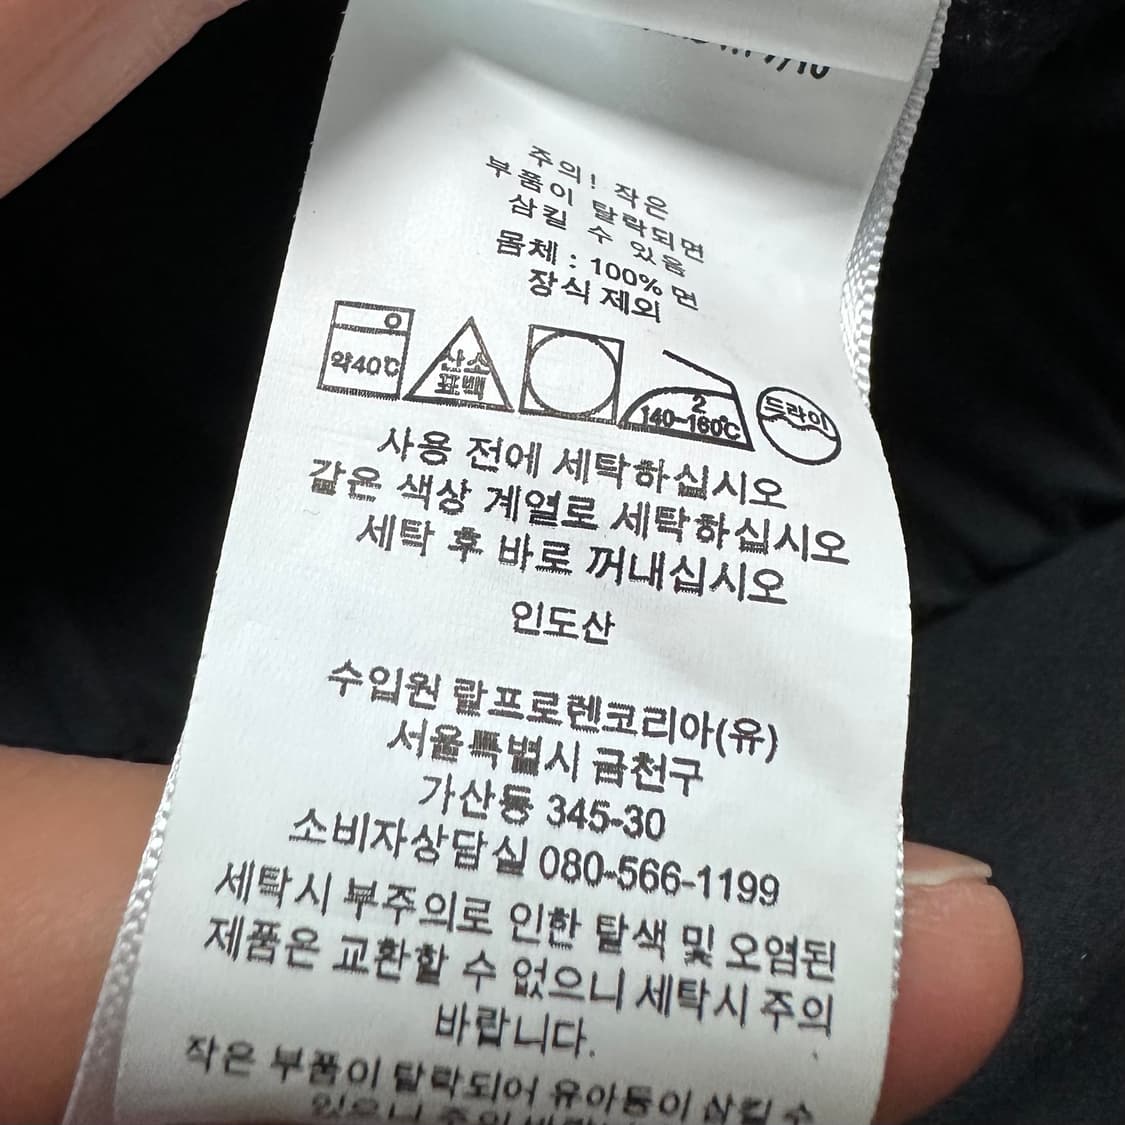 주의! 작은
부품이 탈락되면
삼킬 수 있음
몸체 : 100% 면
장식 제외
약40℃
산소
표백
2
140~160℃
드라이
사용 전에 세탁하십시오
같은 색상 계열로 세탁하십시오
세탁 후 바로 꺼내십시오
인도산
수입원 랄프로렌코리아(유)
서울특별시 금천구
가산동 345-30
소비자상담실 080-566-1199
세탁시 부주의로 인한 탈색 및 오염된
제품은 교환할 수 없으니 세탁시 주의
바랍니다.
작은 부품이 탈락되어 유아등이 삼킬 수